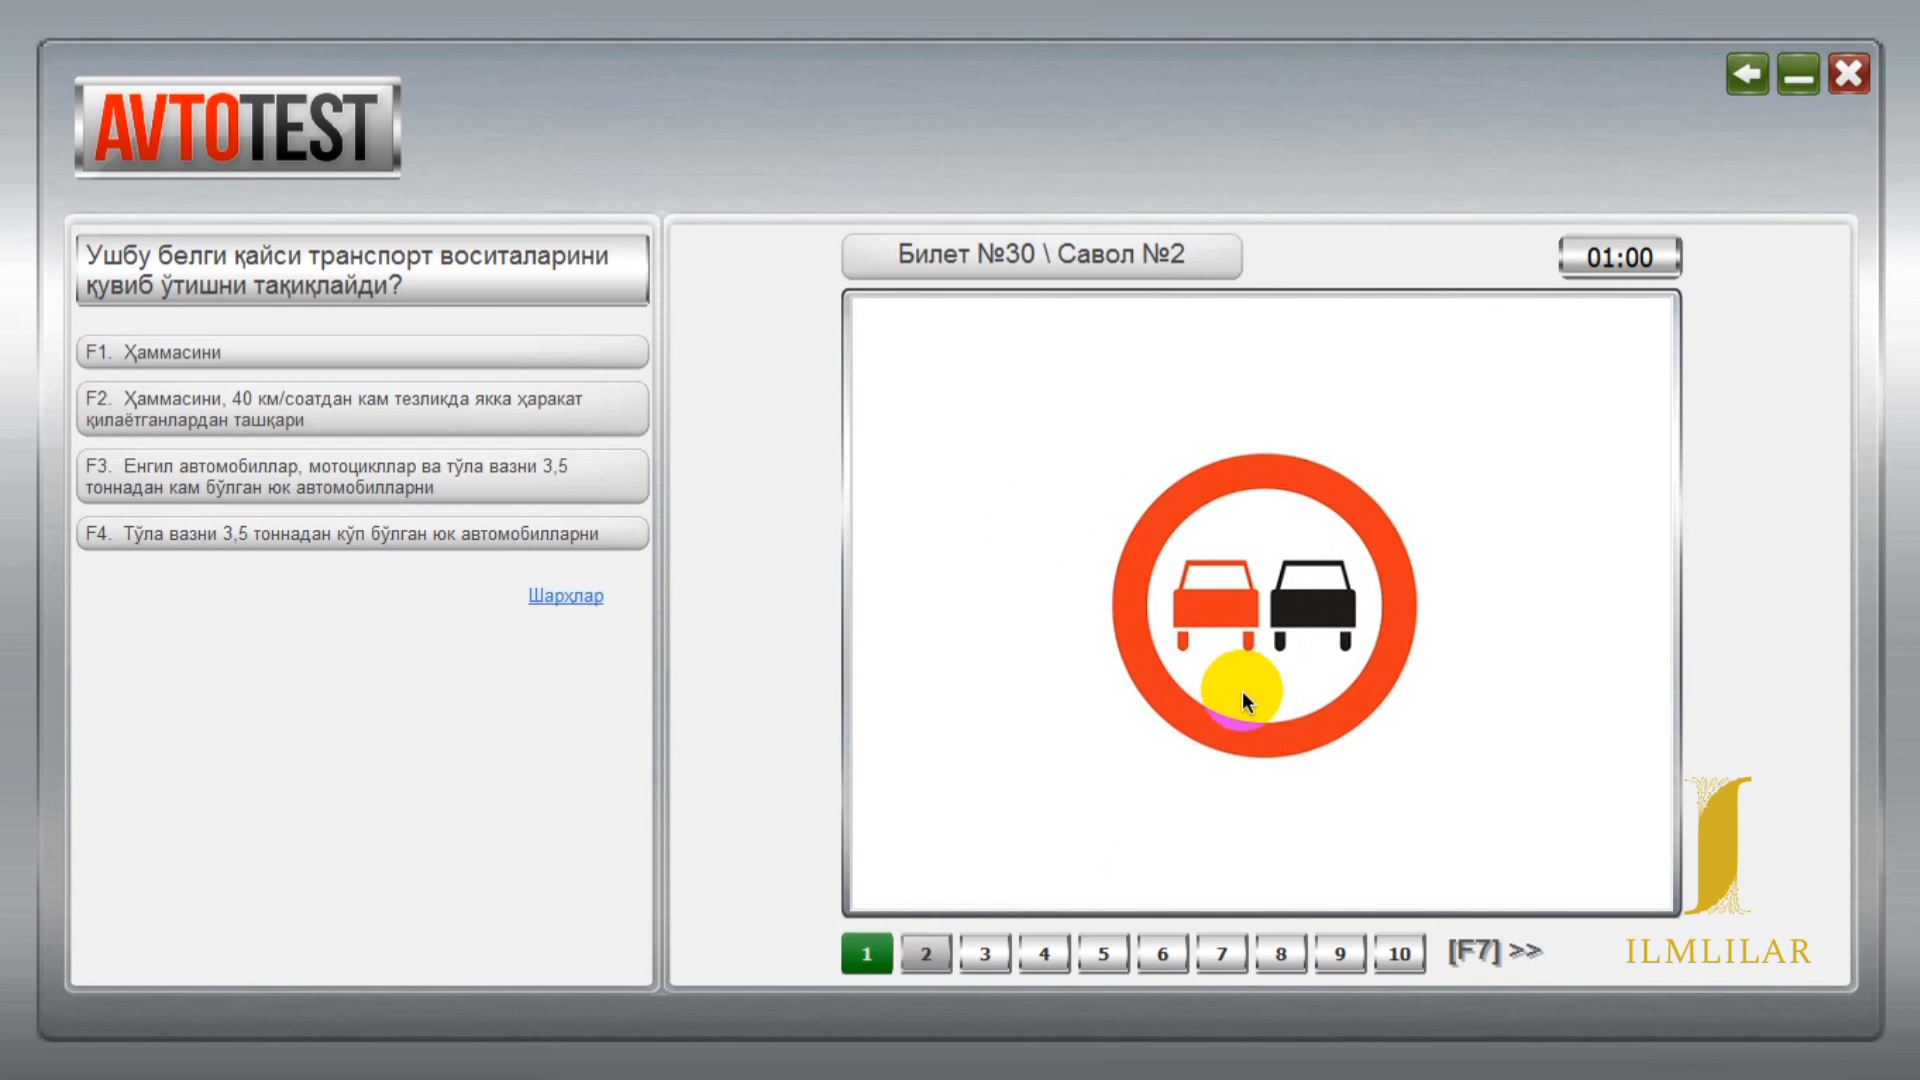 AVTOTEST
Ушбу белги қайси транспорт воситаларини
қувиб ўтишни тақиқлайди?
F1. Ҳаммасини
F2. Ҳаммасини, 40 км/соатдан кам тезликда якка ҳаракат
қилаётганлардан ташқари
F3. Енгил автомобиллар, мотоцикллар ва тўла вазни 3,5
тоннадан кам бўлган юк автомобилларни
F4. Тўла вазни 3,5 тоннадан кўп бўлган юк автомобилларни
Шарҳлар
Билет №30 \ Савол №2
01:00
1 2 3 4 5 6 7 8 9 10 [F7] >>
ILMLILAR